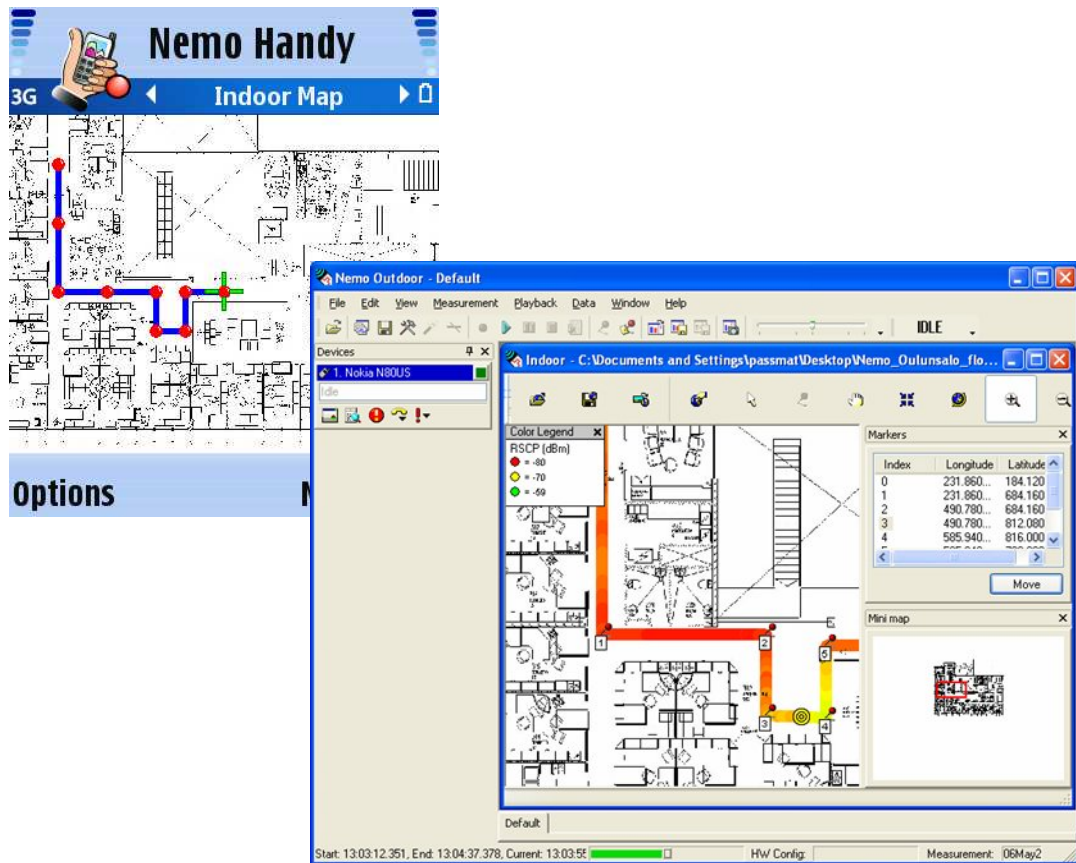 Nemo Handy
3G
Indoor Map
Options
Nemo Outdoor - Default
File Edit View Measurement Playback Data Window Help
IDLE
Devices
1. Nokia N80US
Idle
Indoor - C:\Documents and Settings\passmat\Desktop\Nemo_Oulunsalo_flo...
Color Legend
RSCP (dBm)
= -80
= -70
= -59
Markers
Index Longitude Latitude
0 231.860... 184.120
1 231.860... 684.160
2 490.780... 684.160
3 490.780... 812.080
4 585.940... 816.000
Move
Mini map
1
2
5
3
4
Default
Start: 13:03:12.351, End: 13:04:37.378, Current: 13:03:55
HW Config:
Measurement: 06May2